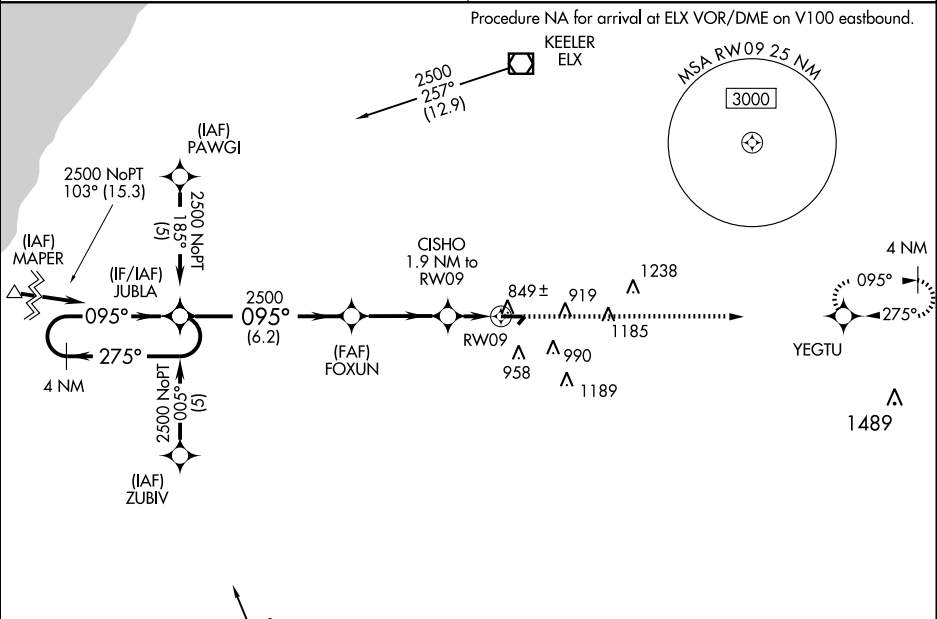 Procedure NA for arrival at ELX VOR/DME on V100 eastbound.
KEELER
ELX
2500
257°
(12.9)
MSA RW09 25 NM
3000
(IAF)
PAWGI
2500 NoPT
103° (15.3)
2500 NoPT
185°
(5)
(IAF)
MAPER
(IF/IAF)
JUBLA
CISHO
1.9 NM to
RW09
4 NM
1238
849±
919
095°
095°
2500
095°
(6.2)
1185
275°
RW09
YEGTU
275°
(FAF)
FOXUN
990
958
4 NM
1189
2500 NoPT
005°
(5)
1489
(IAF)
ZUBIV